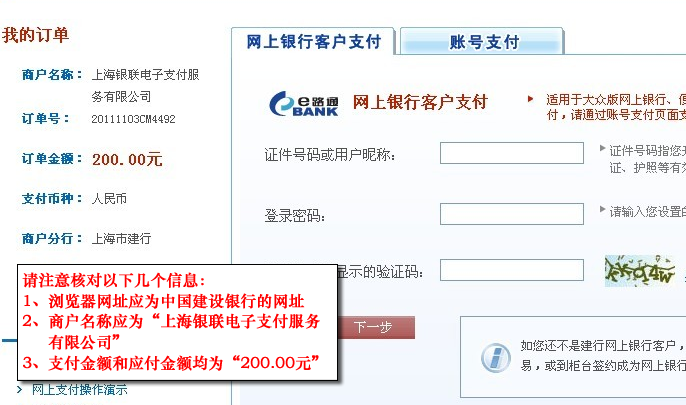 我的订单
商户名称：上海银联电子支付服
务有限公司
订单号：20111103CM4492
订单金额：200.00元
支付币种：人民币
商户分行：上海市建行
请注意核对以下几个信息：
1、浏览器网址应为中国建设银行的网址
2、商户名称应为“上海银联电子支付服务
有限公司”
3、支付金额和应付金额均为“200.00元”
网上支付操作演示
网上银行客户支付
账号支付
e路通
BANK
网上银行客户支付
适用于大众版网上银行、便
付，请通过账号支付页面支
证件号码或用户昵称：
证件号码指您开
证、护照等有效
登录密码：
请输入您设置的
显示的验证码：
下一步
如您还不是建行网上银行客户，
易，或到柜台签约成为网上银行